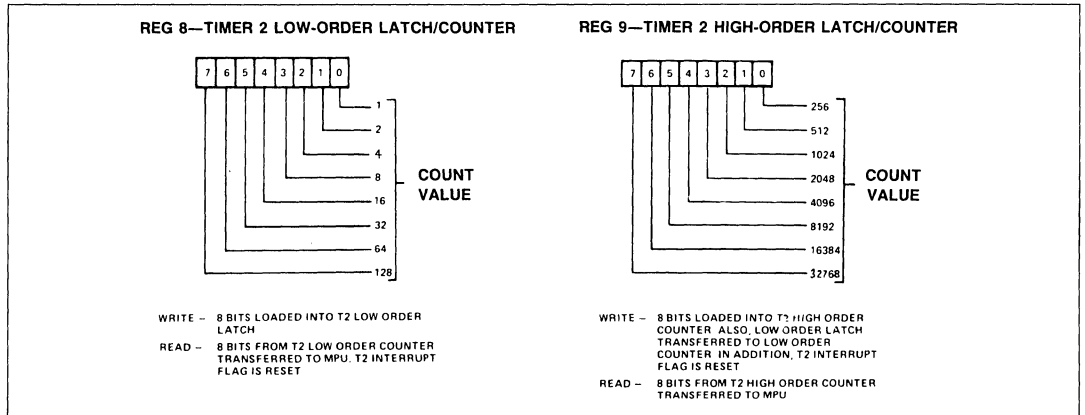 REG 8—TIMER 2 LOW-ORDER LATCH/COUNTER
7 6 5 4 3 2 1 0
1
2
4
8
16
32
64
128
COUNT
VALUE
WRITE – 8 BITS LOADED INTO T2 LOW ORDER
LATCH
READ – 8 BITS FROM T2 LOW ORDER COUNTER
TRANSFERRED TO MPU. T2 INTERRUPT
FLAG IS RESET
REG 9—TIMER 2 HIGH-ORDER LATCH/COUNTER
7 6 5 4 3 2 1 0
256
512
1024
2048
4096
8192
16384
32768
COUNT
VALUE
WRITE – 8 BITS LOADED INTO T2 HIGH ORDER
COUNTER ALSO, LOW ORDER LATCH
TRANSFERRED TO LOW ORDER
COUNTER IN ADDITION, T2 INTERRUPT
FLAG IS RESET
READ – 8 BITS FROM T2 HIGH ORDER COUNTER
TRANSFERRED TO MPU